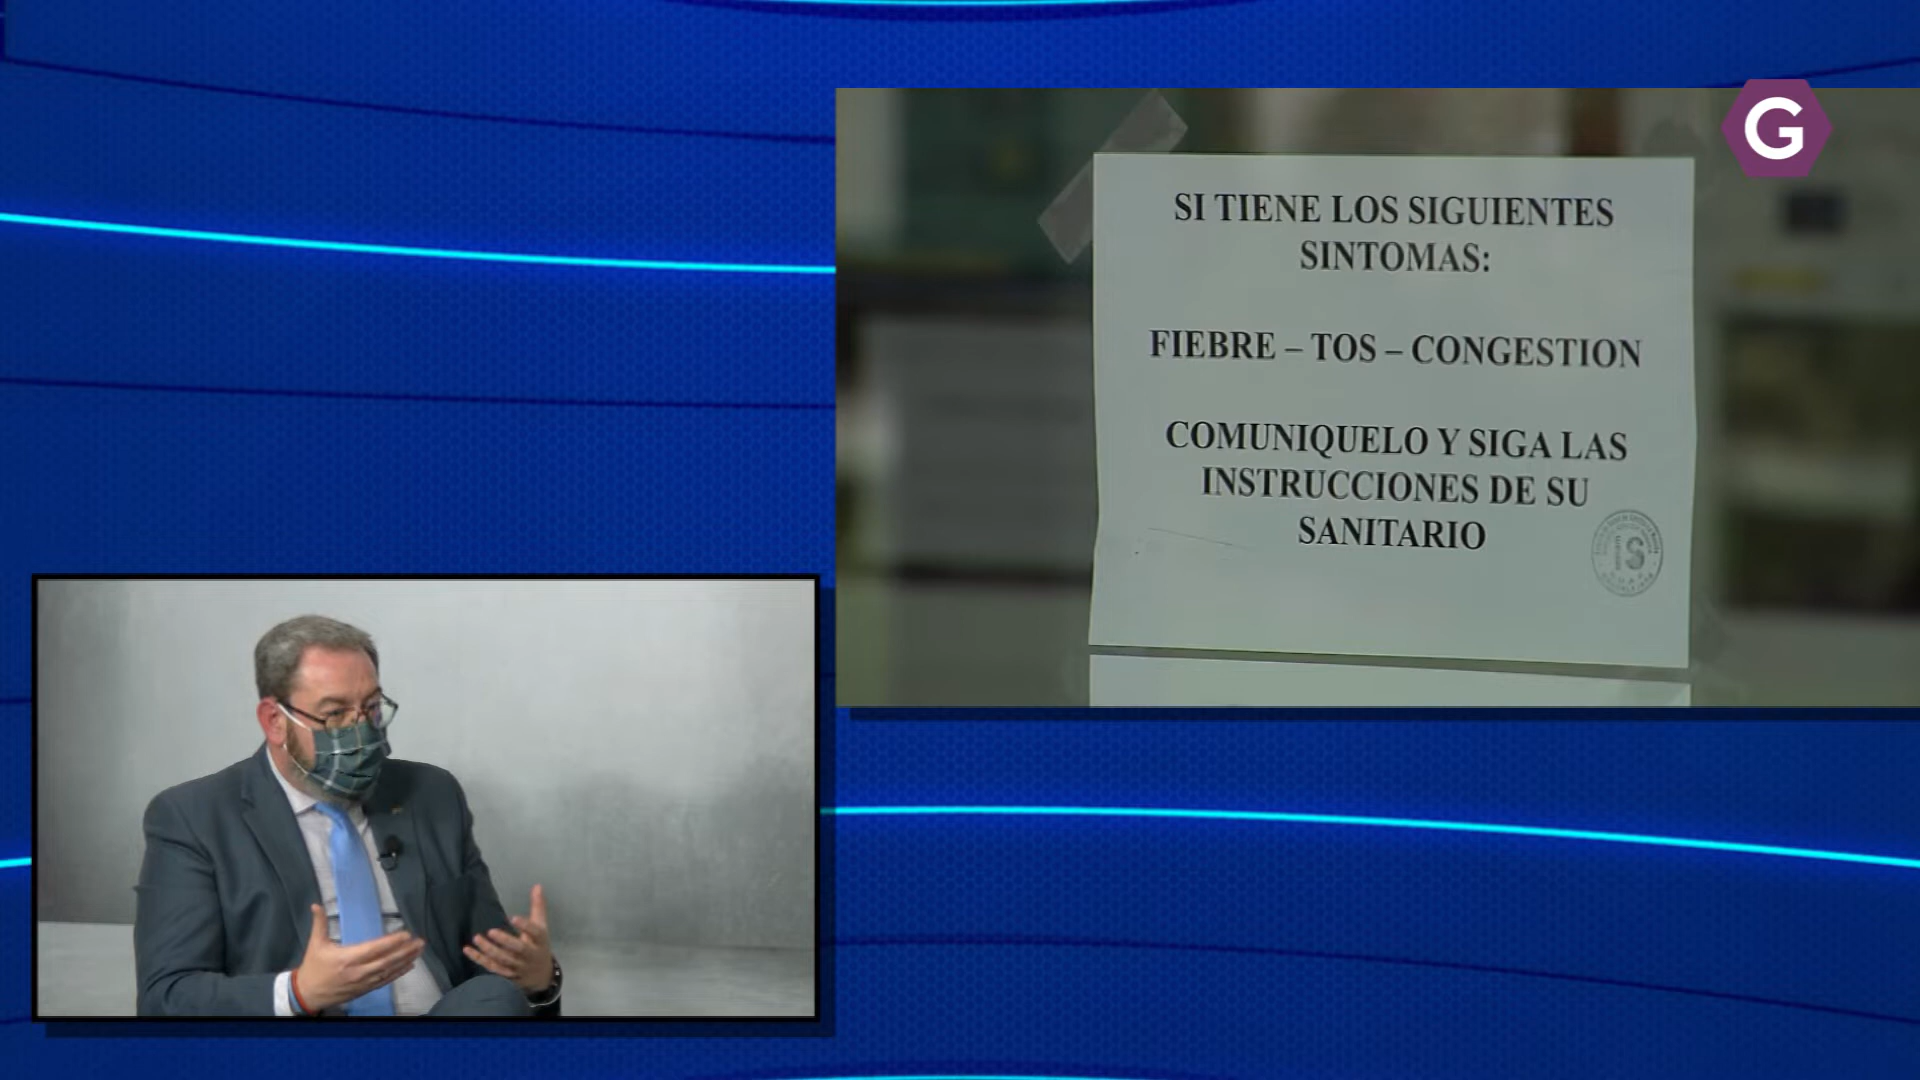 G
SI TIENE LOS SIGUIENTES
SINTOMAS:
FIEBRE – TOS – CONGESTION
COMUNIQUELO Y SIGA LAS
INSTRUCCIONES DE SU
SANITARIO